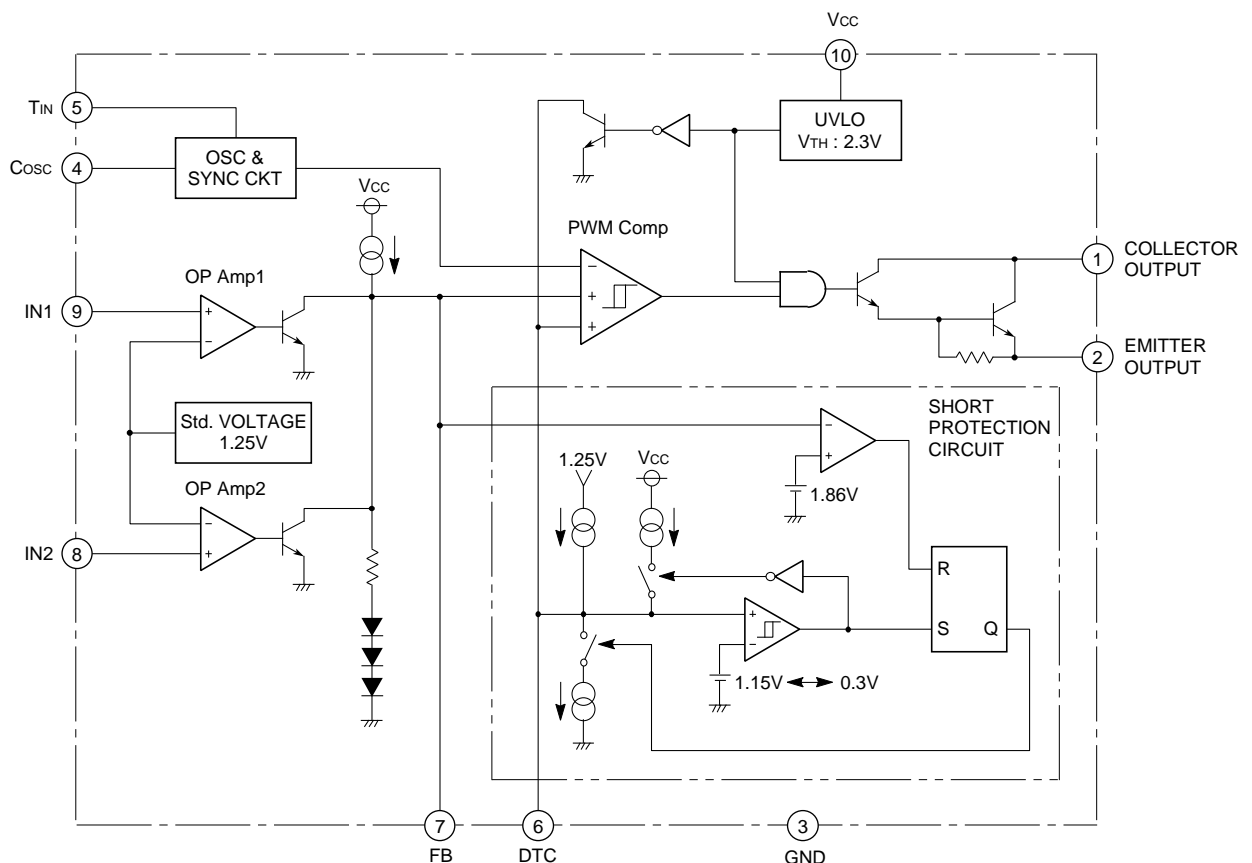 VCC
10
TIN
5
UVLO
VTH : 2.3V
COSC
4
OSC &
SYNC CKT
VCC
PWM Comp
−
+
+
1
COLLECTOR
OUTPUT
OP Amp1
IN1
9
+
−
2
EMITTER
OUTPUT
Std. VOLTAGE
1.25V
SHORT
PROTECTION
CIRCUIT
−
+
1.86V
1.25V
VCC
OP Amp2
−
+
IN2
8
R
S
Q
+
−
1.15V
0.3V
7
FB
6
DTC
3
GND